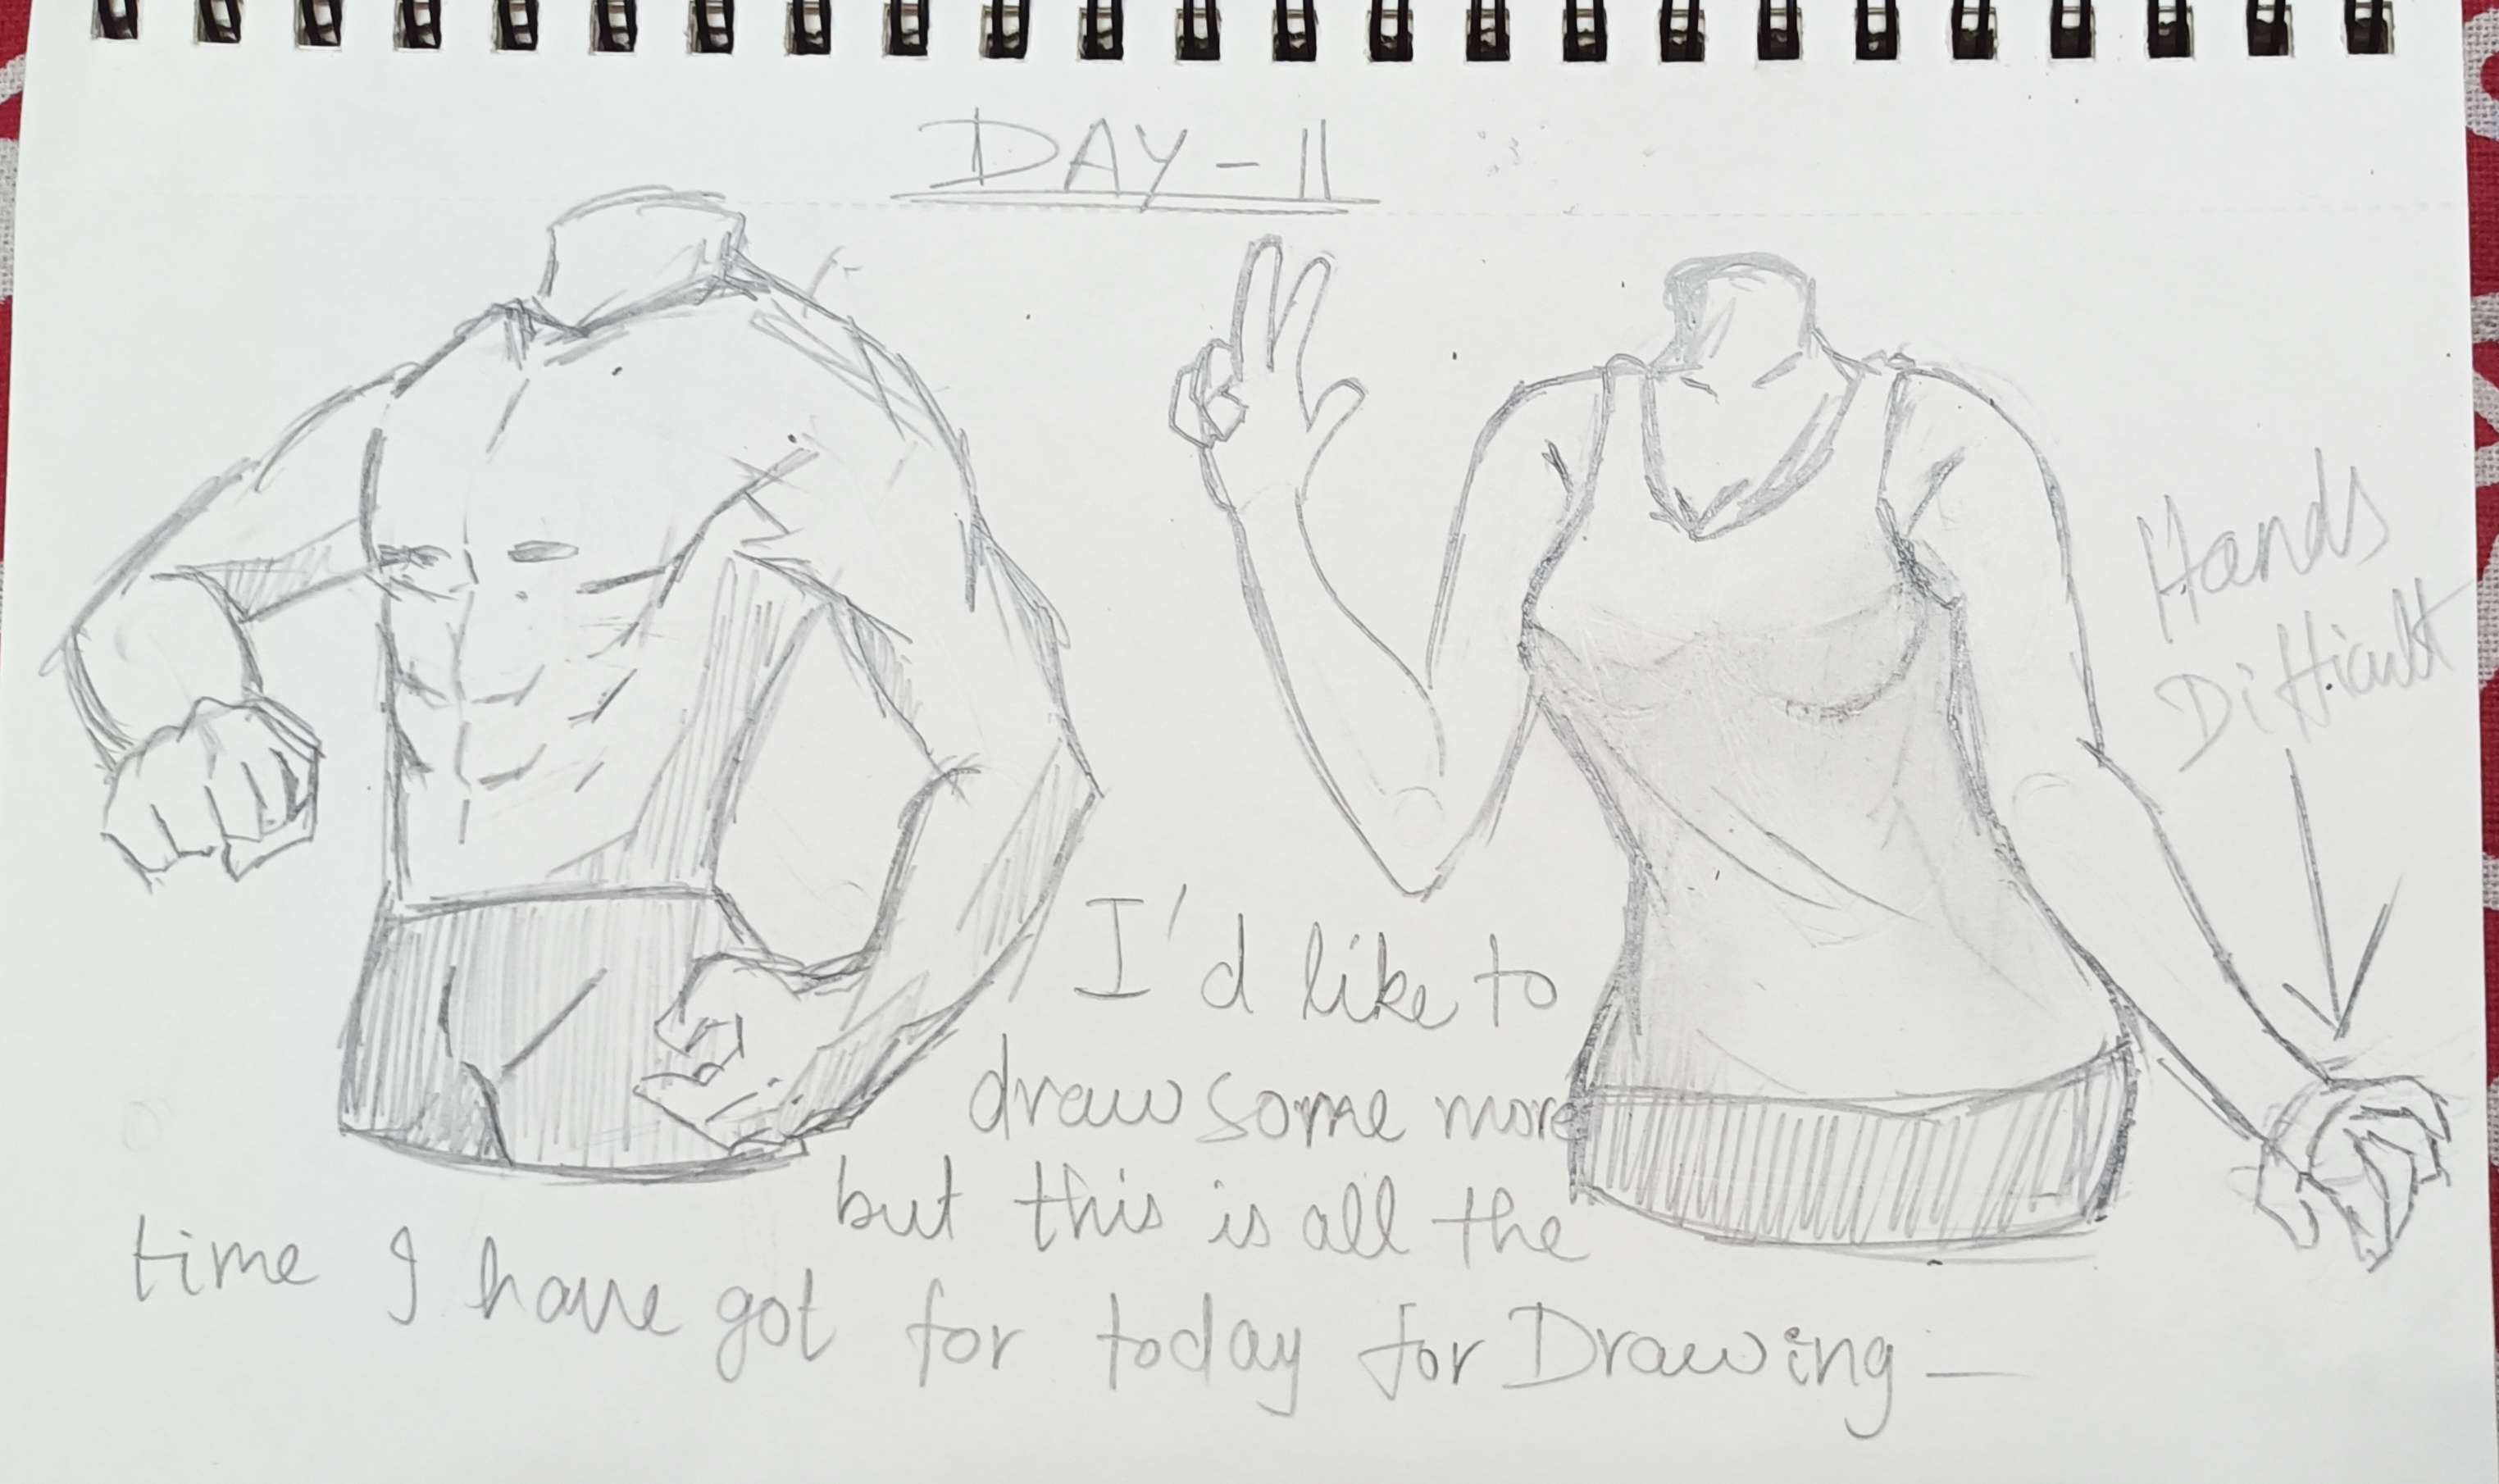 DAY - 11
Hands
Difficult
I'd like to
draw some more
but this is all the
time I have got for today for Drawing —